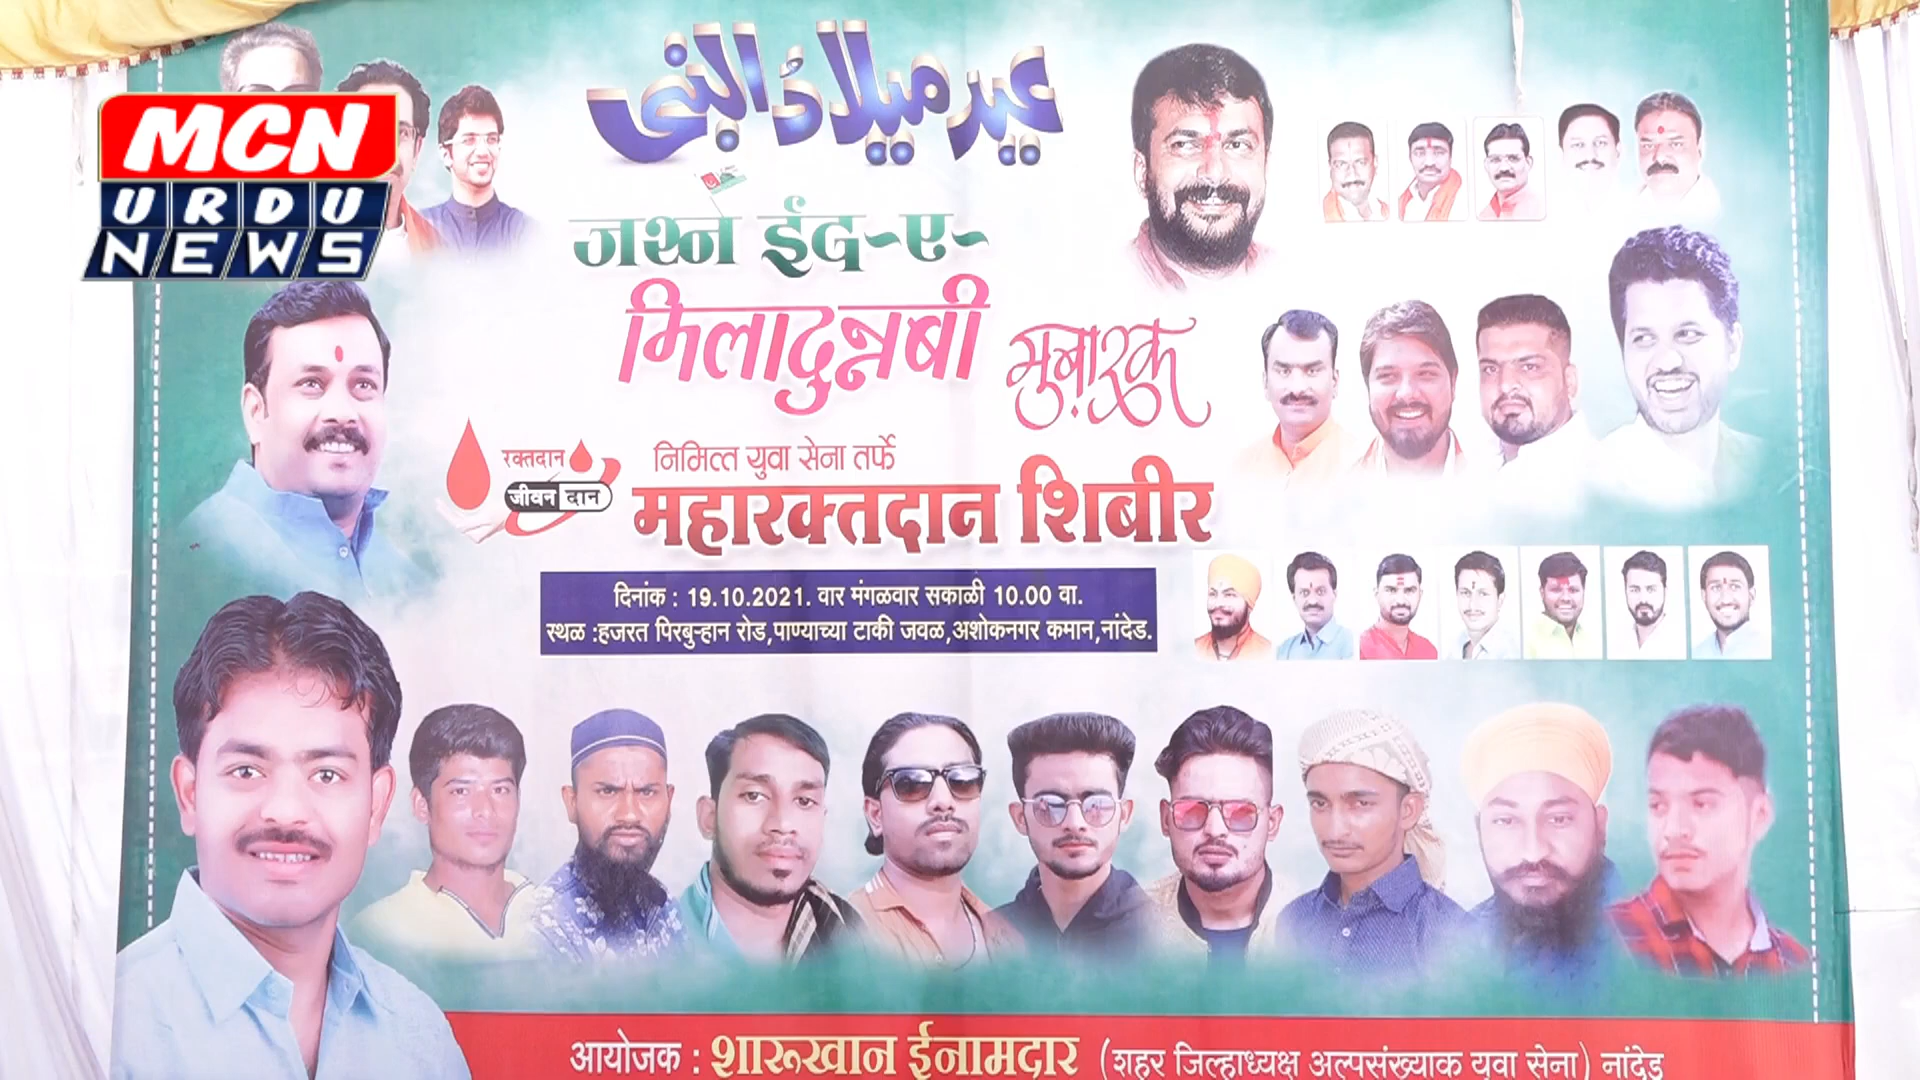 MCN
URDU
NEWS
عید میلادُالنبی
जश्ने ईद-ए-
मिलादुन्नबी
मुबारक
रक्तदान
जीवन दान
निमित्त युवा सेना तर्फे
महारक्तदान शिबीर
दिनांक : 19.10.2021. वार मंगळवार सकाळी 10.00 वा.
स्थळ :हजरत पिरबुऱ्हान रोड,पाण्याच्या टाकी जवळ,अशोकनगर कमान,नांदेड.
आयोजक : शारूखान ईनामदार (शहर जिल्हाध्यक्ष अल्पसंख्याक युवा सेना) नांदेड